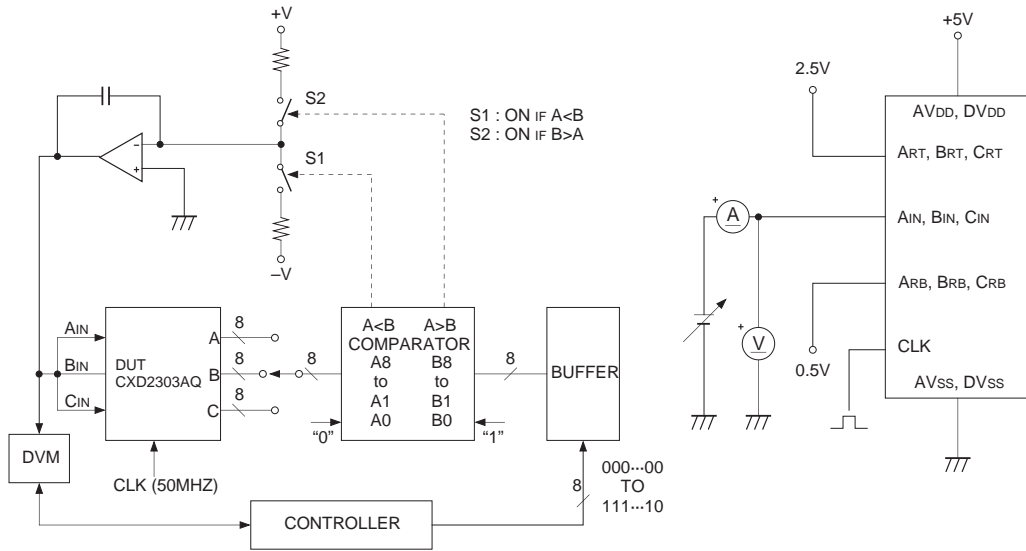 +V
S2
S1 : ON IF A<B
S2 : ON IF B>A
–
+
S1
–V
AIN
BIN
CIN
DUT
CXD2303AQ
A
B
C
8
8
8
8
A<B A>B
COMPARATOR
A8 B8
to to
A1 B1
A0 B0
"0"
"1"
8
BUFFER
DVM
CLK (50MHZ)
CONTROLLER
8
000···00
TO
111···10
+5V
2.5V
AVDD, DVDD
ART, BRT, CRT
+
A
AIN, BIN, CIN
ARB, BRB, CRB
+
V
0.5V
CLK
AVSS, DVSS